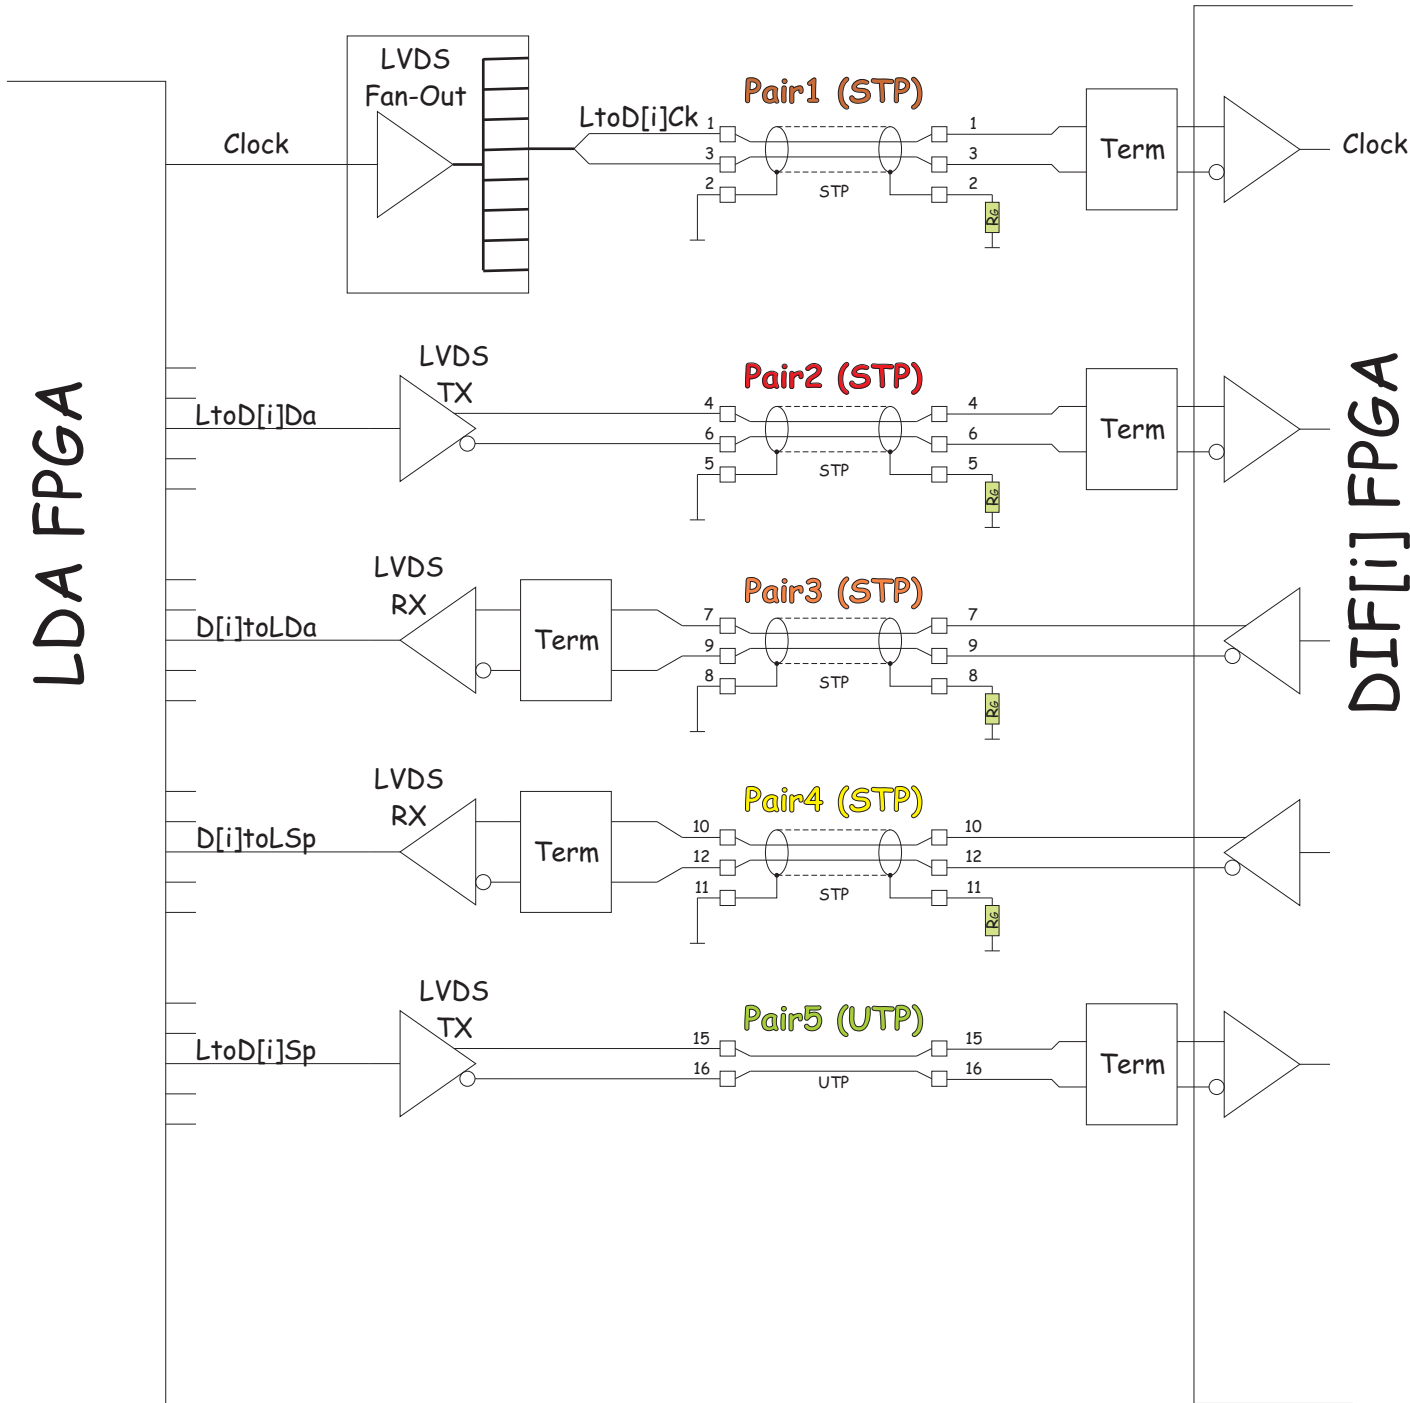 LVDS
Fan-Out
Clock
LtoD[i]Ck
Pair1 (STP)
1
3
2
STP
1
3
2
RG
Term
Clock
LDA FPGA
DIF[i] FPGA
LVDS
TX
LtoD[i]Da
Pair2 (STP)
4
6
5
STP
4
6
5
RG
Term
LVDS
RX
D[i]toLDa
Term
Pair3 (STP)
7
9
8
STP
7
9
8
RG
LVDS
RX
D[i]toLSp
Term
Pair4 (STP)
10
12
11
STP
10
12
11
RG
LVDS
TX
LtoD[i]Sp
Pair5 (UTP)
15
16
UTP
15
16
Term